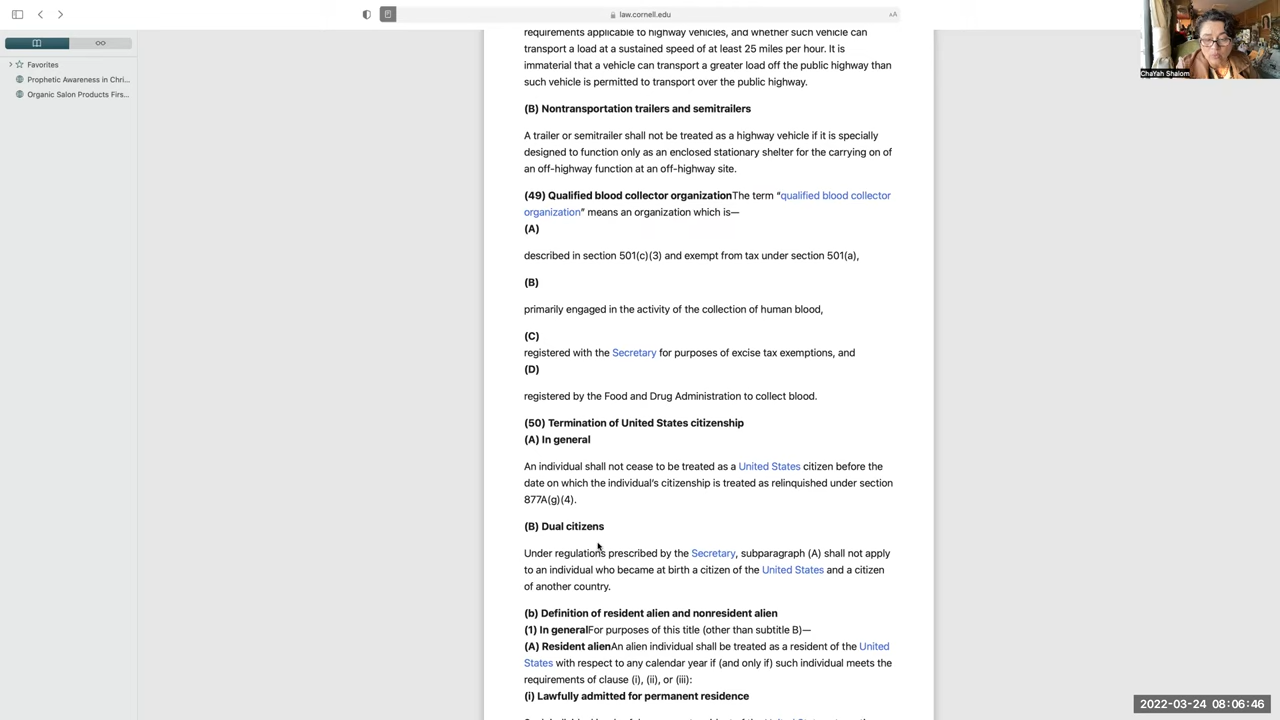 law.cornell.edu
AA
Favorites
Prophetic Awareness in Chri...
Organic Salon Products Firs...
ChaYah Shalom
requirements applicable to highway vehicles, and whether such vehicle can
transport a load at a sustained speed of at least 25 miles per hour. It is
immaterial that a vehicle can transport a greater load off the public highway than
such vehicle is permitted to transport over the public highway.
(B) Nontransportation trailers and semitrailers
A trailer or semitrailer shall not be treated as a highway vehicle if it is specially
designed to function only as an enclosed stationary shelter for the carrying on of
an off-highway function at an off-highway site.
(49) Qualified blood collector organizationThe term “qualified blood collector
organization” means an organization which is—
(A)
described in section 501(c)(3) and exempt from tax under section 501(a),
(B)
primarily engaged in the activity of the collection of human blood,
(C)
registered with the Secretary for purposes of excise tax exemptions, and
(D)
registered by the Food and Drug Administration to collect blood.
(50) Termination of United States citizenship
(A) In general
An individual shall not cease to be treated as a United States citizen before the
date on which the individual’s citizenship is treated as relinquished under section
877A(g)(4).
(B) Dual citizens
Under regulations prescribed by the Secretary, subparagraph (A) shall not apply
to an individual who became at birth a citizen of the United States and a citizen
of another country.
(b) Definition of resident alien and nonresident alien
(1) In generalFor purposes of this title (other than subtitle B)—
(A) Resident alienAn alien individual shall be treated as a resident of the United
States with respect to any calendar year if (and only if) such individual meets the
requirements of clause (i), (ii), or (iii):
(i) Lawfully admitted for permanent residence
2022-03-24 08:06:46